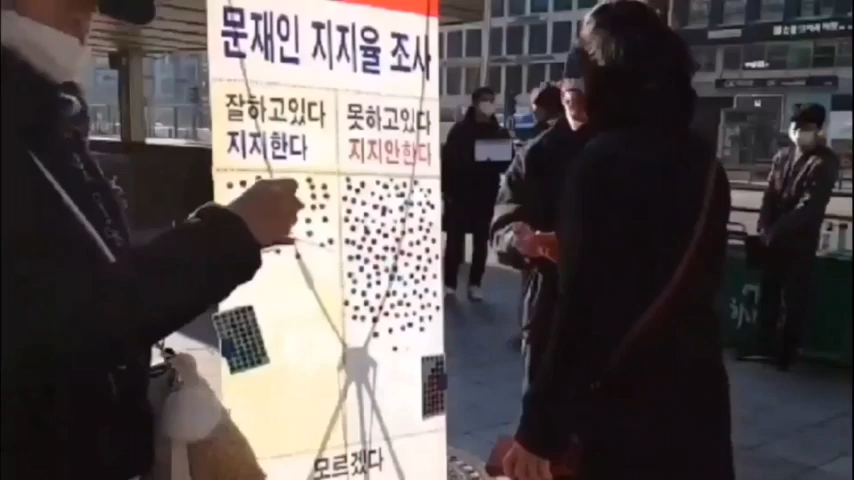 문재인 지지율 조사
잘하고있다
지지한다
못하고있다
지지안한다
모르겠다